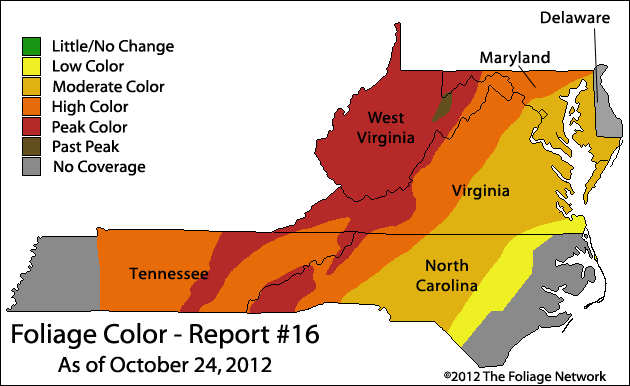 Delaware
Maryland
Little/No Change
Low Color
Moderate Color
High Color
Peak Color
Past Peak
No Coverage
West
Virginia
Virginia
Tennessee
North
Carolina
Foliage Color - Report #16
As of October 24, 2012
©2012 The Foliage Network